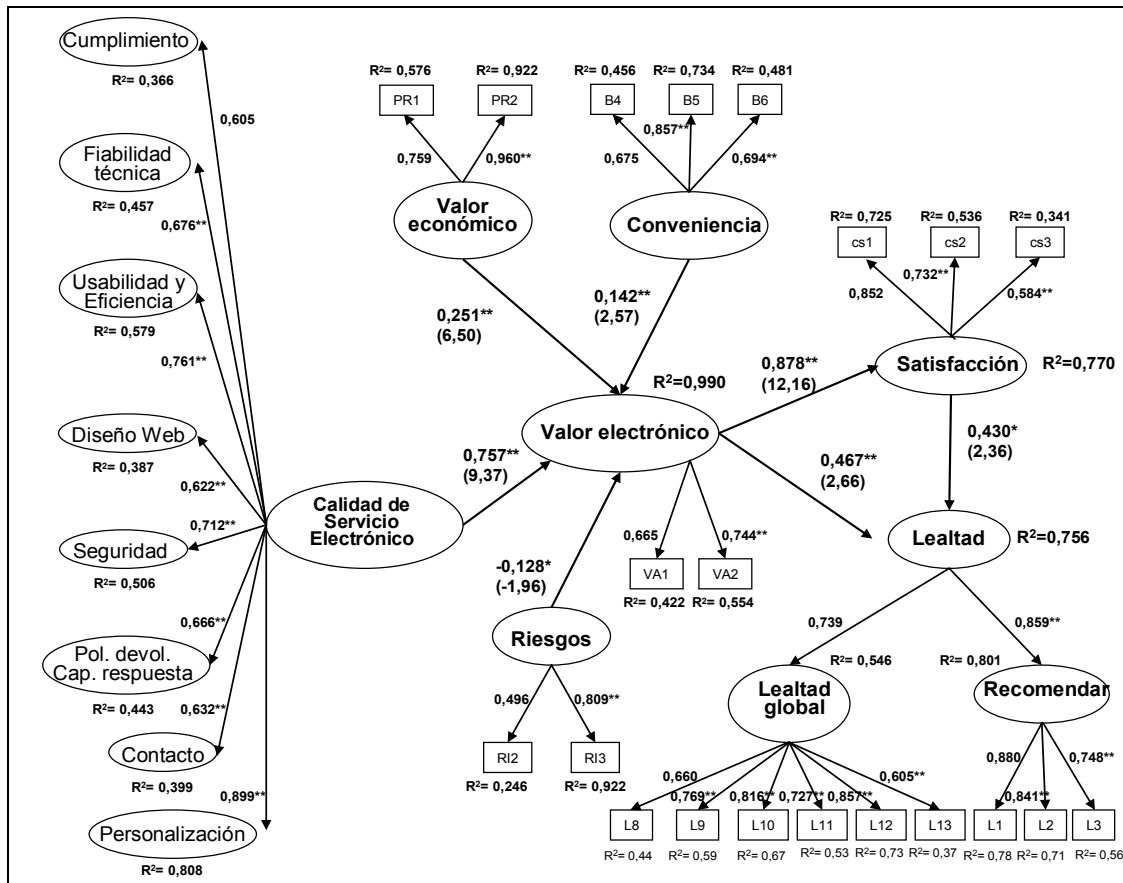 Cumplimiento
R²= 0,366
0,605
Fiabilidad
técnica
R²= 0,457
0,676**
Usabilidad y
Eficiencia
R²= 0,579
0,761**
Diseño Web
R²= 0,387
0,622**
0,712**
Seguridad
R²= 0,506
0,666**
Pol. devol.
Cap. respuesta
R²= 0,443
0,632**
Contacto
R²= 0,399
0,899**
Personalización
R²= 0,808
Calidad de
Servicio
Electrónico
0,757**
(9,37)
R²= 0,576
R²= 0,922
PR1
PR2
0,759
0,960**
Valor
económico
0,251**
(6,50)
R²= 0,456
R²= 0,734
R²= 0,481
B4
B5
B6
0,857**
0,675
0,694**
Conveniencia
0,142**
(2,57)
R²=0,990
Valor electrónico
0,665
0,744**
VA1
VA2
R²= 0,422
R²= 0,554
-0,128*
(-1,96)
Riesgos
0,496
0,809**
RI2
RI3
R²= 0,246
R²= 0,922
R²= 0,725
R²= 0,536
R²= 0,341
cs1
cs2
cs3
0,732**
0,852
0,584**
0,878**
(12,16)
Satisfacción
R²=0,770
0,430*
(2,36)
0,467**
(2,66)
Lealtad
R²=0,756
0,739
0,859**
R²= 0,546
R²= 0,801
Lealtad
global
Recomendar
0,660
0,769**
0,816**
0,727**
0,857**
0,605**
L8
L9
L10
L11
L12
L13
R²= 0,44
R²= 0,59
R²= 0,67
R²= 0,53
R²= 0,73
R²= 0,37
0,880
0,841**
0,748**
L1
L2
L3
R²= 0,78
R²= 0,71
R²= 0,56